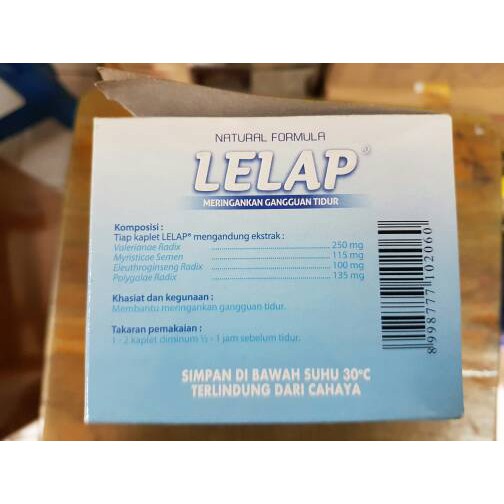 NATURAL FORMULA
LELAP®
MERINGANKAN GANGGUAN TIDUR
Komposisi :
Tiap kaplet LELAP® mengandung ekstrak :
Valerianae Radix 250 mg
Myristicae Semen 115 mg
Eleuthroginseng Radix 100 mg
Polygalae Radix 135 mg
Khasiat dan kegunaan :
Membantu meringankan gangguan tidur.
Takaran pemakaian :
1 - 2 kaplet diminum ½ - 1 jam sebelum tidur.
SIMPAN DI BAWAH SUHU 30°C
TERLINDUNG DARI CAHAYA
8998777102060